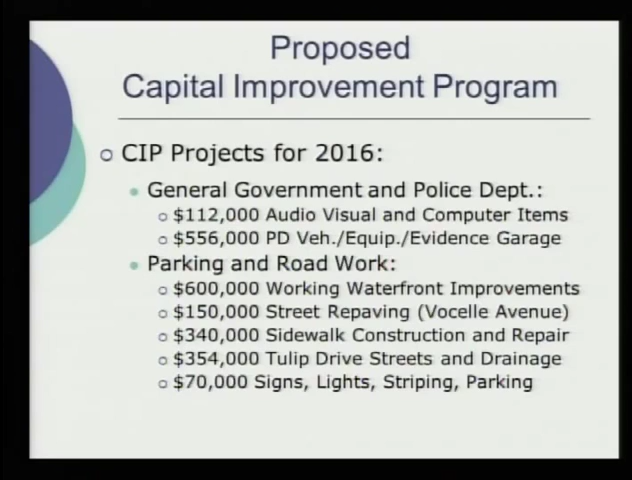 Proposed
Capital Improvement Program
CIP Projects for 2016:
General Government and Police Dept.:
$112,000 Audio Visual and Computer Items
$556,000 PD Veh./Equip./Evidence Garage
Parking and Road Work:
$600,000 Working Waterfront Improvements
$150,000 Street Repaving (Vocelle Avenue)
$340,000 Sidewalk Construction and Repair
$354,000 Tulip Drive Streets and Drainage
$70,000 Signs, Lights, Striping, Parking